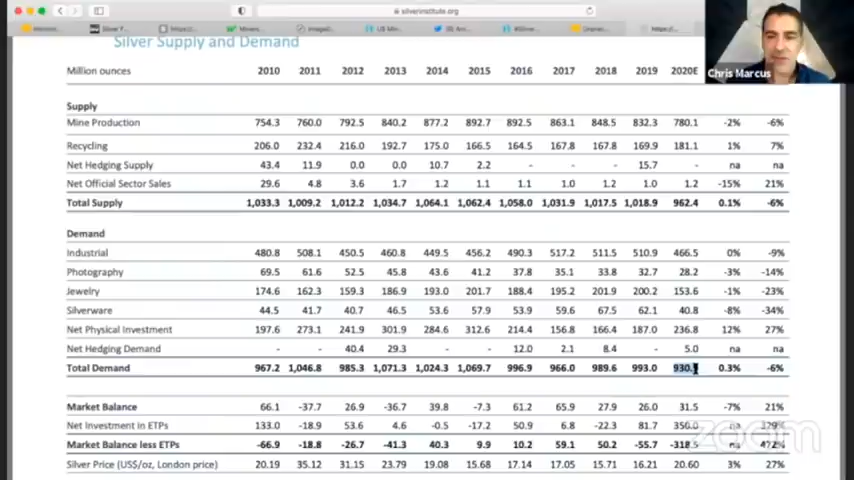 silverinstitute.org
Silver F...
https://...
Miners...
US Min...
https://...
Chris Marcus
Silver Supply and Demand
Million ounces 2010 2011 2012 2013 2014 2015 2016 2017 2018 2019 2020E
Supply
Mine Production 754.3 760.0 792.5 840.2 877.2 892.7 892.5 863.1 848.5 832.3 780.1 -2% -6%
Recycling 206.0 232.4 216.0 192.7 175.0 166.5 164.5 167.8 167.8 169.9 181.1 1% 7%
Net Hedging Supply 43.4 11.9 0.0 0.0 10.7 2.2 - - - 15.7 - na na
Net Official Sector Sales 29.6 4.8 3.6 1.7 1.2 1.1 1.1 1.0 1.2 1.0 1.2 -15% 21%
Total Supply 1,033.3 1,009.2 1,012.2 1,034.7 1,064.1 1,062.4 1,058.0 1,031.9 1,017.5 1,018.9 962.4 0.1% -6%
Demand
Industrial 480.8 508.1 450.5 460.8 449.5 456.2 490.3 517.2 511.5 510.9 466.5 0% -9%
Photography 69.5 61.6 52.5 45.8 43.6 41.2 37.8 35.1 33.8 32.7 28.2 -3% -14%
Jewelry 174.6 162.3 159.3 186.9 193.0 201.7 188.4 195.2 201.9 200.2 153.6 -1% -23%
Silverware 44.5 41.7 40.7 46.5 53.6 57.9 53.9 59.6 67.5 62.1 40.8 -8% -34%
Net Physical Investment 197.6 273.1 241.9 301.9 284.6 312.6 214.4 156.8 166.4 187.0 236.8 12% 27%
Net Hedging Demand - - 40.4 29.3 - - 12.0 2.1 8.4 - 5.0 na na
Total Demand 967.2 1,046.8 985.3 1,071.3 1,024.3 1,069.7 996.9 966.0 989.6 993.0 930. 0.3% -6%
Market Balance 66.1 -37.7 26.9 -36.7 39.8 -7.3 61.2 65.9 27.9 26.0 31.5 -7% 21%
Net Investment in ETPs 133.0 -18.9 53.6 4.6 -0.5 -17.2 50.9 6.8 -22.3 81.7 350.0 na
Market Balance less ETPs -66.9 -18.8 -26.7 -41.3 40.3 9.9 10.2 59.1 50.2 -55.7 -318.5 na 472%
Silver Price (US$/oz, London price) 20.19 35.12 31.15 23.79 19.08 15.68 17.14 17.05 15.71 16.21 20.60 3% 27%
zoom